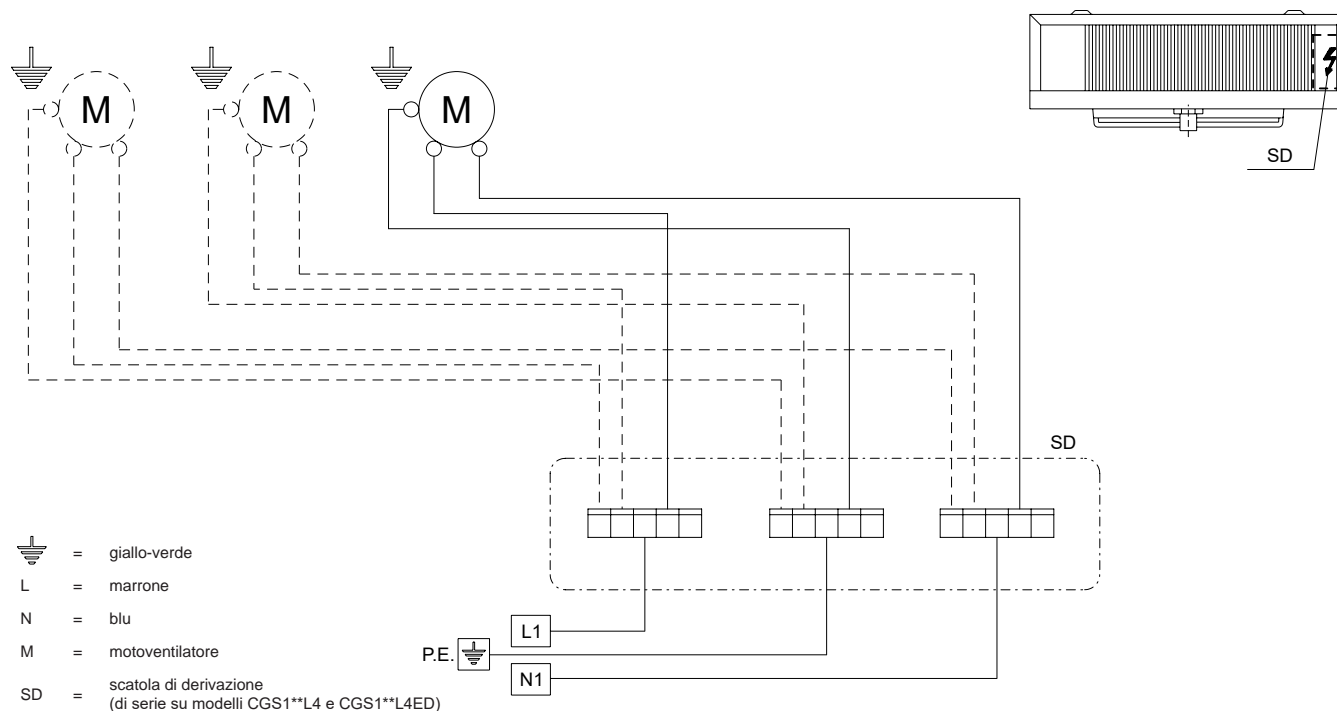 M M M
SD
SD
= giallo-verde
L = marrone
N = blu
M = motoventilatore
SD = scatola di derivazione
(di serie su modelli CGS1**L4 e CGS1**L4ED)
L1
P.E.
N1